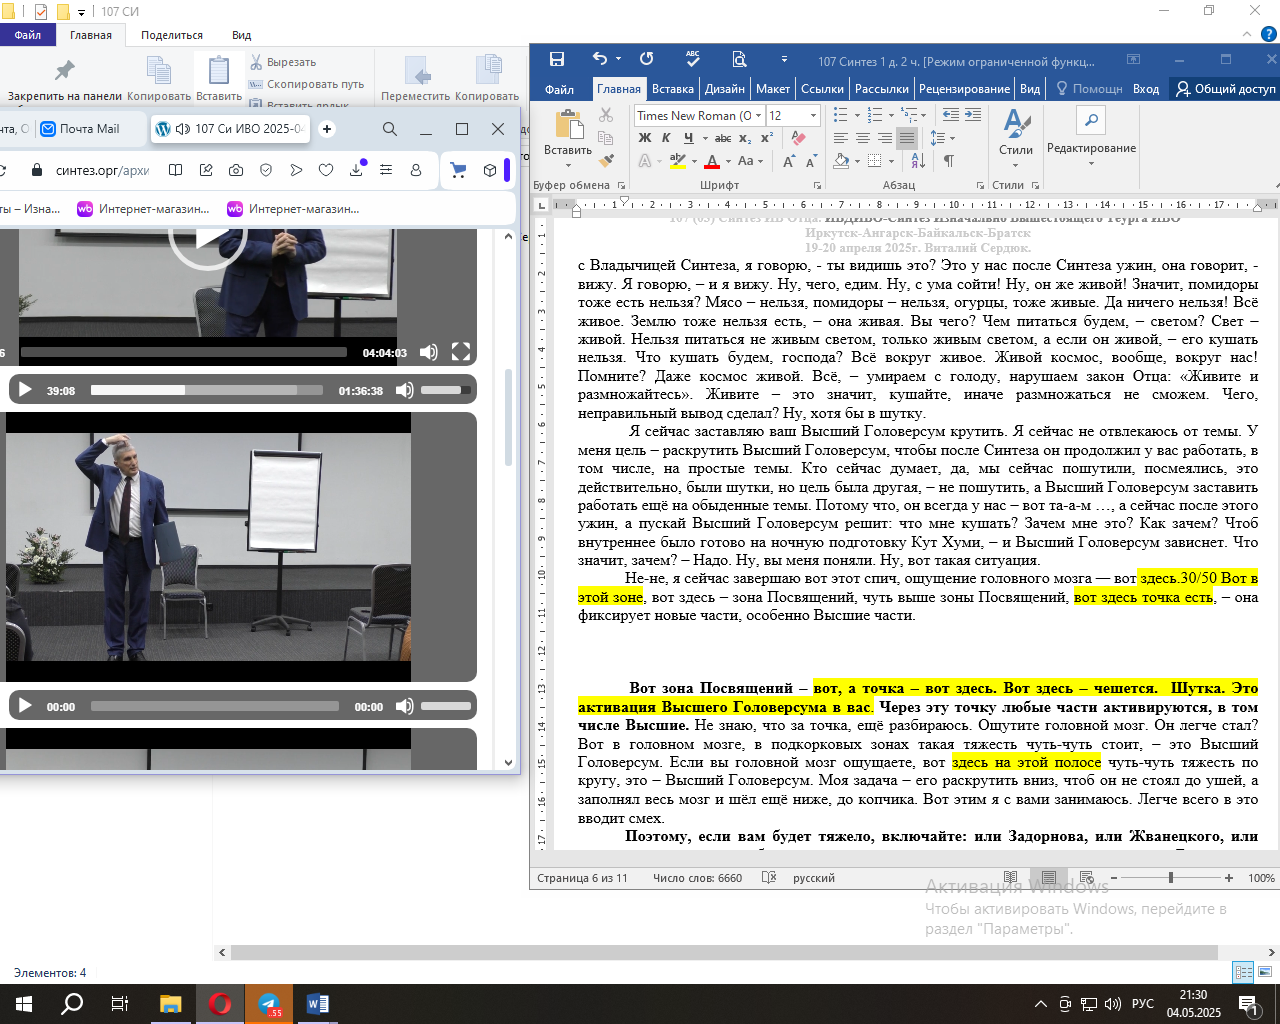 107 СИ
Файл
Главная
Поделиться
Вид
Закрепить на панели
Копировать
Вставить
Вырезать
Скопировать путь
Вставить ярлык
Переместить
Копировать
Почта Mail
107 Си ИВО 2025-04
синтез.орг/архи
ты – Изна...
Интернет-магазин...
Интернет-магазин...
04:04:03
39:08
01:36:38
00:00
00:00
Элементов: 4
107 Синтез 1 д. 2 ч. [Режим ограниченной функц...
Файл
Главная
Вставка
Дизайн
Макет
Ссылки
Рассылки
Рецензирование
Вид
Помощн
Вход
Общий доступ
Вставить
Times New Roman (О
12
Ж К Ч abc x₂ x²
Стили
Редактирование
Буфер обмена
Шрифт
Абзац
Стили
107 (03) Синтез ИВ Отца. ИВДИВО-Синтез Изначально Вышестоящего Теурга ИВО
Иркутск-Ангарск-Байкальск-Братск
19-20 апреля 2025г. Виталий Сердюк.
с Владычицей Синтеза, я говорю, - ты видишь это? Это у нас после Синтеза ужин, она говорит, -
вижу. Я говорю, – и я вижу. Ну, чего, едим. Ну, с ума сойти! Ну, он же живой! Значит, помидоры
тоже есть нельзя? Мясо – нельзя, помидоры – нельзя, огурцы, тоже живые. Да ничего нельзя! Всё
живое. Землю тоже нельзя есть, – она живая. Вы чего? Чем питаться будем, – светом? Свет –
живой. Нельзя питаться не живым светом, только живым светом, а если он живой, – его кушать
нельзя. Что кушать будем, господа? Всё вокруг живое. Живой космос, вообще, вокруг нас!
Помните? Даже космос живой. Всё, – умираем с голоду, нарушаем закон Отца: «Живите и
размножайтесь». Живите – это значит, кушайте, иначе размножаться не сможем. Чего,
неправильный вывод сделал? Ну, хотя бы в шутку.
Я сейчас заставляю ваш Высший Головерсум крутить. Я сейчас не отвлекаюсь от темы. У
меня цель – раскрутить Высший Головерсум, чтобы после Синтеза он продолжил у вас работать, в
том числе, на простые темы. Кто сейчас думает, да, мы сейчас пошутили, посмеялись, это
действительно, были шутки, но цель была другая, – не пошутить, а Высший Головерсум заставить
работать ещё на обыденные темы. Потому что, он всегда у нас – вот та-а-м …, а сейчас после этого
ужин, а пускай Высший Головерсум решит: что мне кушать? Зачем мне это? Как зачем? Чтоб
внутреннее было готово на ночную подготовку Кут Хуми, – и Высший Головерсум зависнет. Что
значит, зачем? – Надо. Ну, вы меня поняли. Ну, вот такая ситуация.
Не-не, я сейчас завершаю вот этот спич, ощущение головного мозга — вот здесь.30/50 Вот в
этой зоне, вот здесь – зона Посвящений, чуть выше зоны Посвящений, вот здесь точка есть, – она
фиксирует новые части, особенно Высшие части.
Вот зона Посвящений – вот, а точка – вот здесь. Вот здесь – чешется. Шутка. Это
активация Высшего Головерсума в вас. Через эту точку любые части активируются, в том
числе Высшие. Не знаю, что за точка, ещё разбираюсь. Ощутите головной мозг. Он легче стал?
Вот в головном мозге, в подкорковых зонах такая тяжесть чуть-чуть стоит, – это Высший
Головерсум. Если вы головной мозг ощущаете, вот здесь на этой полосе чуть-чуть тяжесть по
кругу, это – Высший Головерсум. Моя задача – его раскрутить вниз, чтоб он не стоял до ушей, а
заполнял весь мозг и шёл ещё ниже, до копчика. Вот этим я с вами занимаюсь. Легче всего в это
вводит смех.
Поэтому, если вам будет тяжело, включайте: или Задорнова, или Жванецкого, или
Страница 6 из 11
Число слов: 6660
русский
100%
Активация Windows
Чтобы активировать Windows, перейдите в
раздел "Параметры".
..55
РУС
21:30
04.05.2025
1